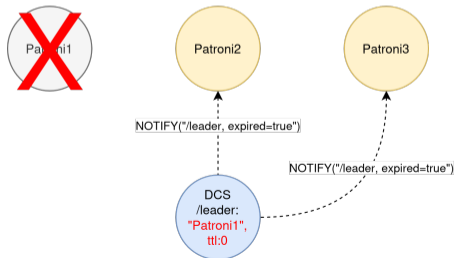 Patroni1
Patroni2
Patroni3
NOTIFY("/leader, expired=true")
NOTIFY("/leader, expired=true")
DCS
/leader:
"Patroni1",
ttl:0